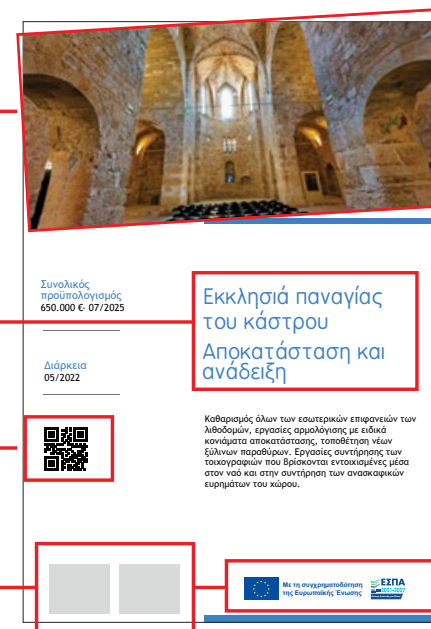 Συνολικός
προϋπολογισμός
650.000 €- 07/2025
Διάρκεια
05/2022
Εκκλησιά παναγίας
του κάστρου
Αποκατάσταση και
ανάδειξη
Καθαρισμός όλων των εσωτερικών επιφανειών των
λιθοδομών, εργασίες αρμολόγισης με ειδικά
κονιάματα αποκατάστασης, τοποθέτηση νέων
ξύλινων παραθύρων. Εργασίες συντήρησης των
τοιχογραφιών που βρίσκονται εντοιχισμένες μέσα
στον ναό και στην συντήρηση των ανασκαφικών
ευρημάτων του χώρου.
Με τη συγχρηματοδότηση
της Ευρωπαϊκής Ένωσης
ΕΣΠΑ
2021-2027